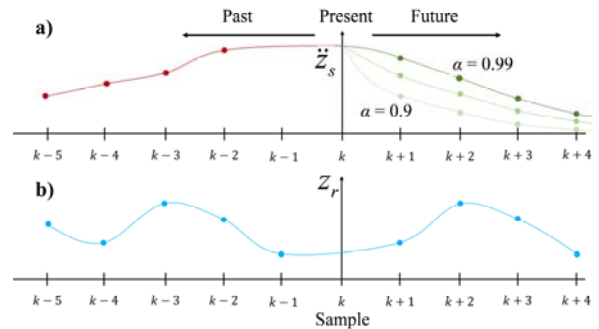 Past Present Future
a)
z̈ₛ
α = 0.99
α = 0.9
k − 5 k − 4 k − 3 k − 2 k − 1 k k + 1 k + 2 k + 3 k + 4
b)
zᵣ
k − 5 k − 4 k − 3 k − 2 k − 1 k k + 1 k + 2 k + 3 k + 4
Sample